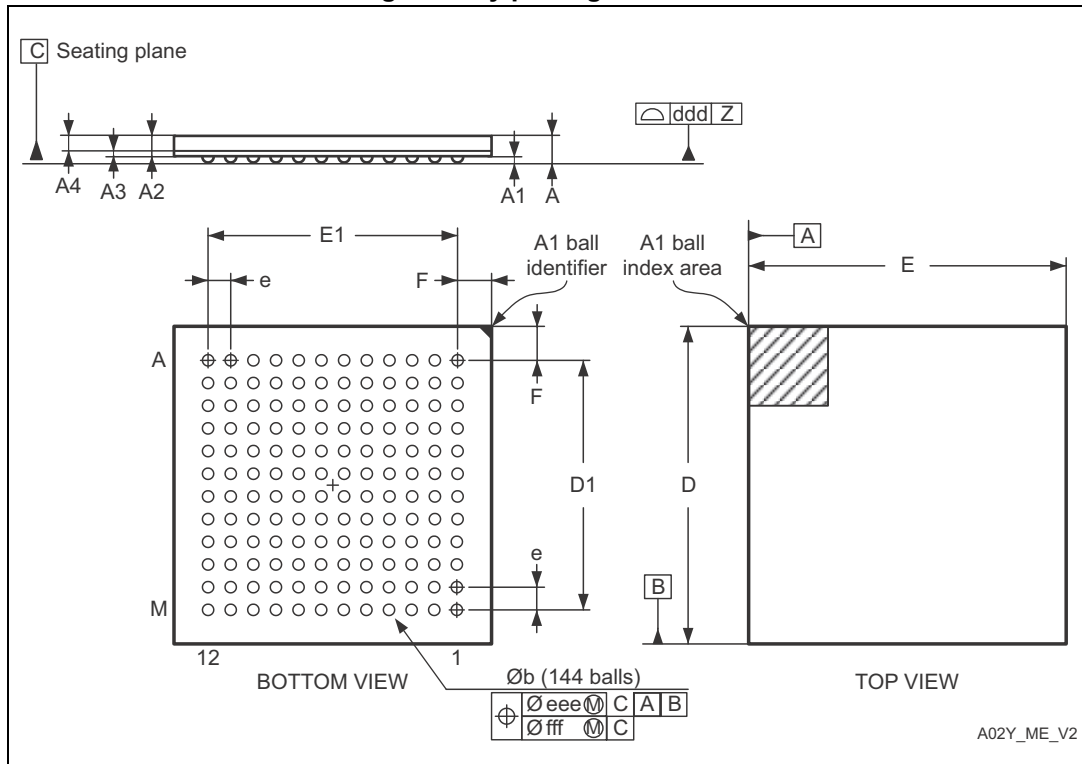 C Seating plane
ddd Z
A4 A3 A2 A1 A
E1
e
F
A1 ball
identifier
A1 ball
index area
A
E
A
F
D1
D
e
B
M
12
1
BOTTOM VIEW
Øb (144 balls)
TOP VIEW
Ø eee Ⓜ C A B
Ø fff Ⓜ C
A02Y_ME_V2